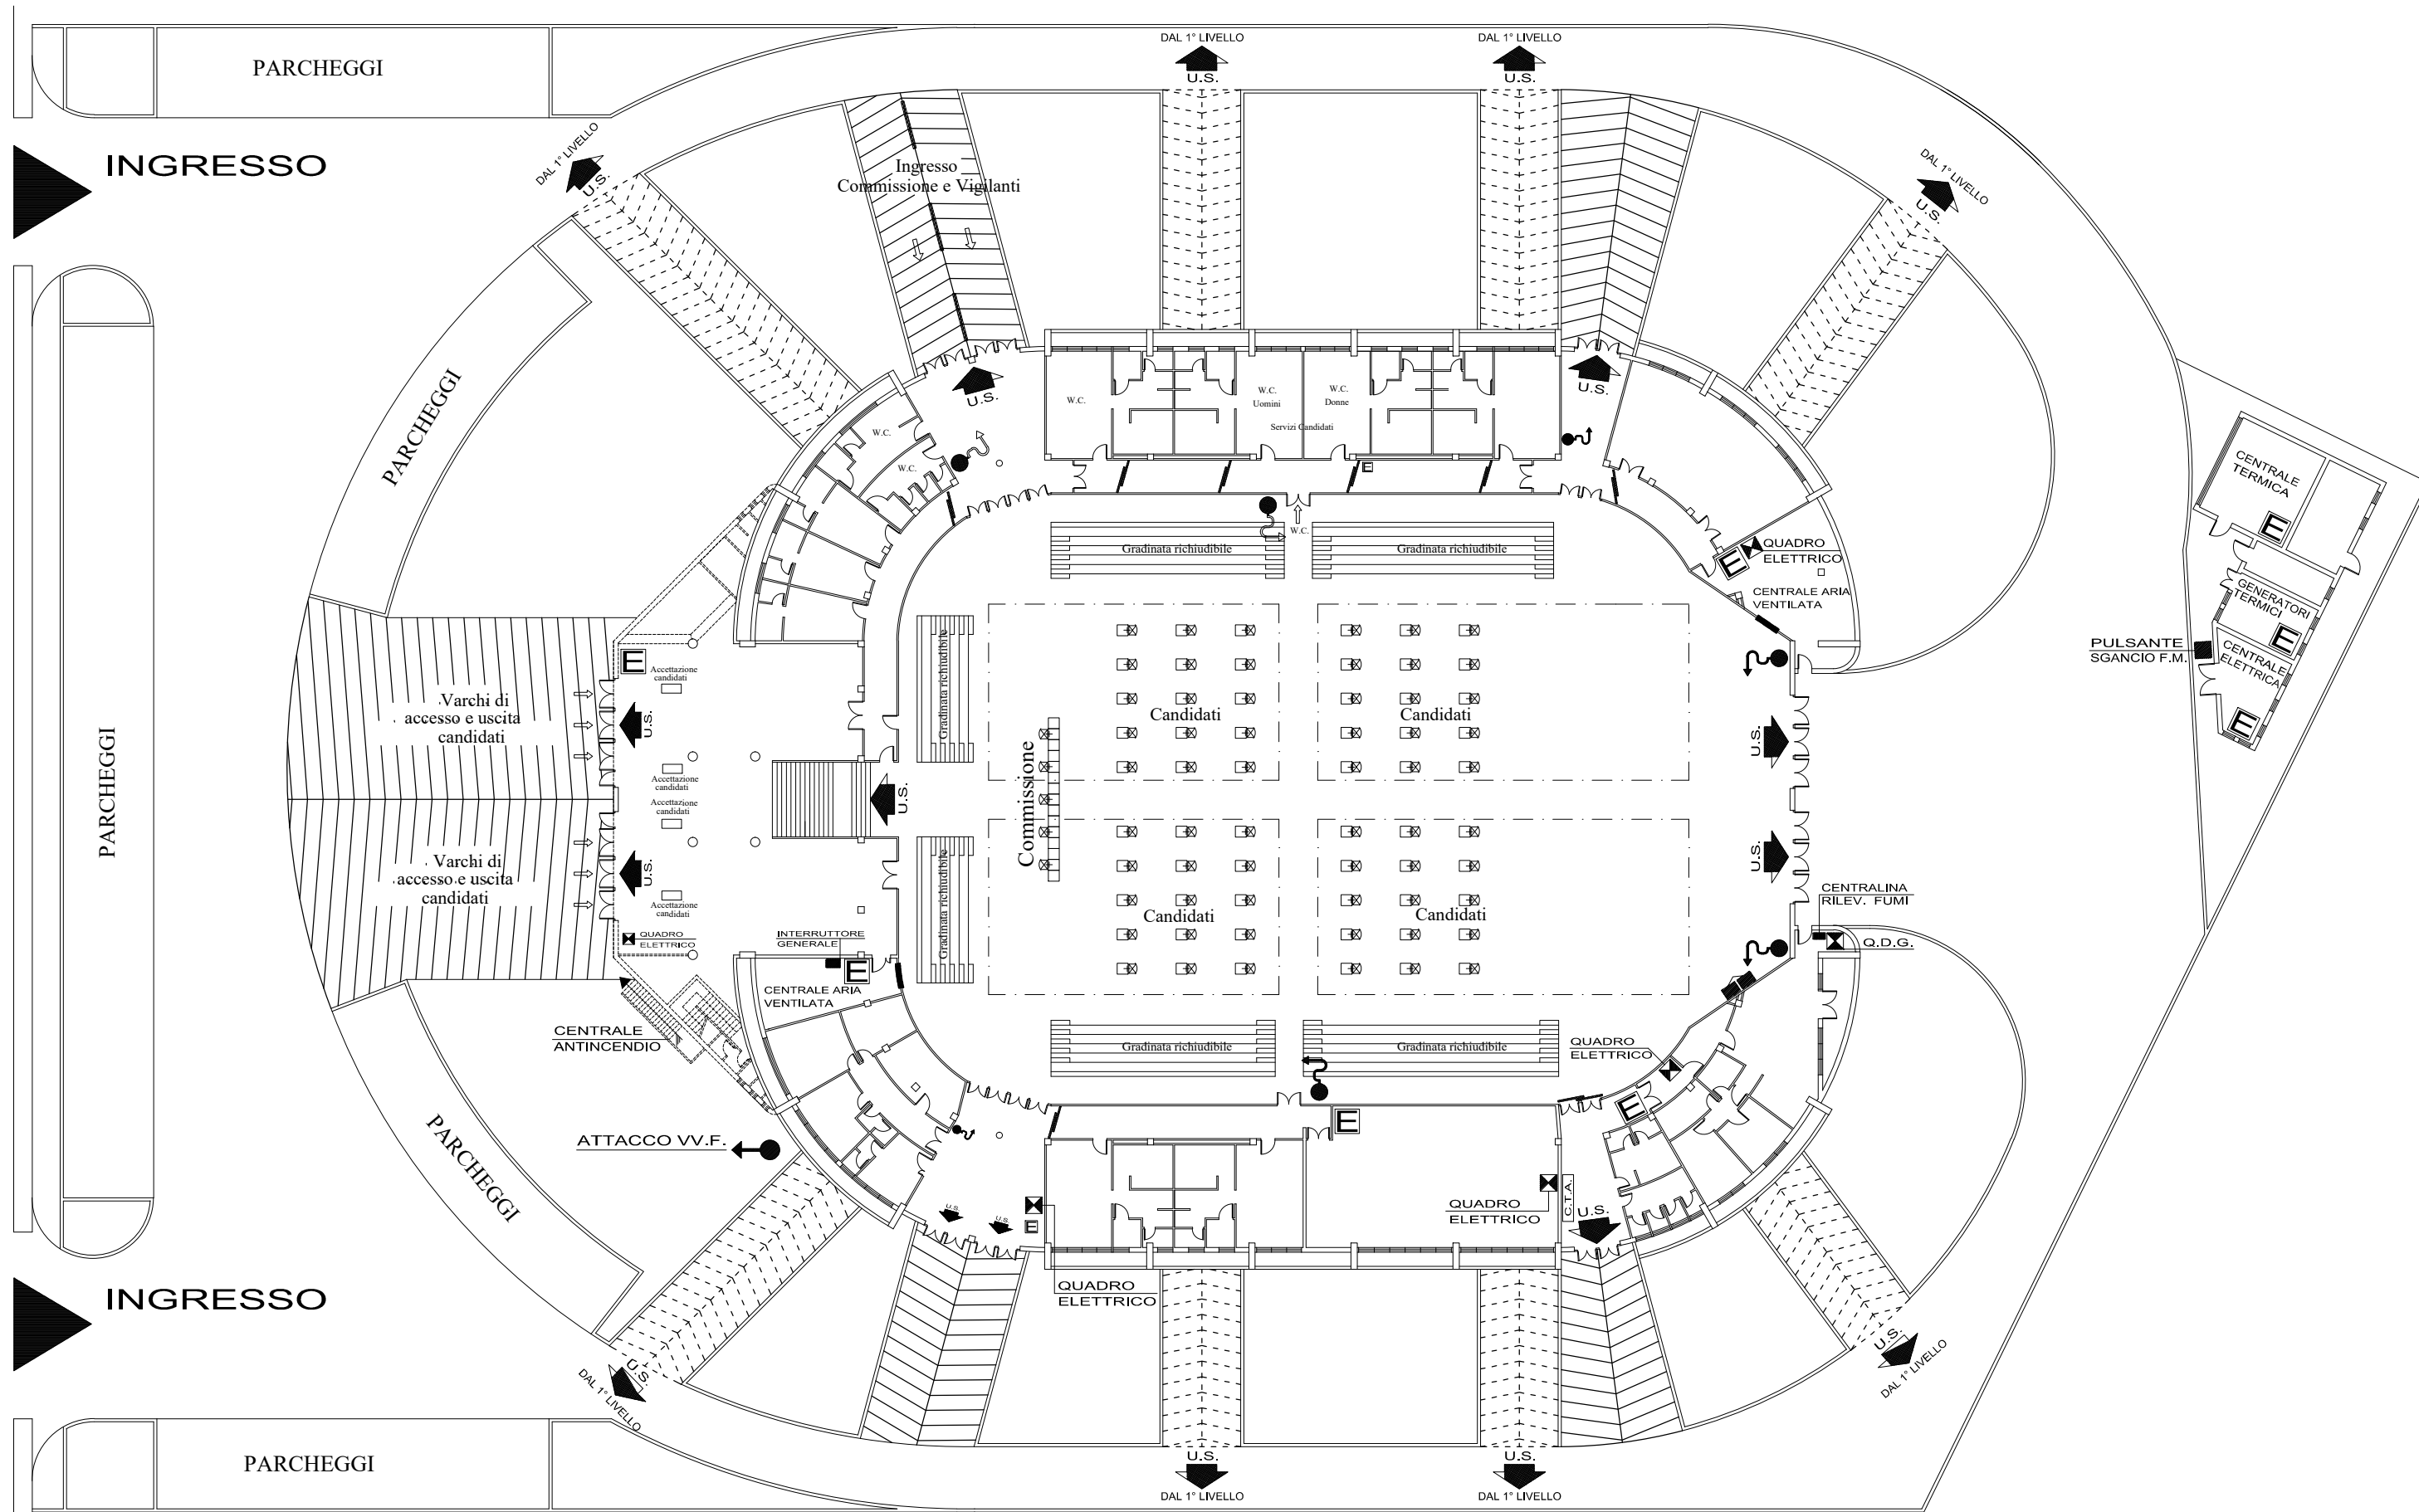 DAL 1° LIVELLO
U.S.
DAL 1° LIVELLO
U.S.
PARCHEGGI
INGRESSO
DAL 1° LIVELLO
U.S.
Ingresso
Commissione e Vigilanti
DAL 1° LIVELLO
U.S.
U.S.
U.S.
W.C.
W.C.
Uomini
W.C.
Donne
Servizi Candidati
W.C.
W.C.
E
W.C.
PARCHEGGI
CENTRALE
TERMICA
E
GENERATORI
TERMICI
E
CENTRALE
ELETTRICA
E
PULSANTE
SGANCIO F.M.
Gradinata richiudibile
Gradinata richiudibile
QUADRO
ELETTRICO
E
CENTRALE ARIA
VENTILATA
E
Accettazione
candidati
Gradinata richiudibile
Varchi di
accesso e uscita
candidati
U.S.
Candidati
Candidati
U.S.
PARCHEGGI
Accettazione
candidati
Accettazione
candidati
U.S.
Commissione
Varchi di
accesso e uscita
candidati
U.S.
U.S.
Accettazione
candidati
Gradinata richiudibile
Candidati
Candidati
CENTRALINA
RILEV. FUMI
Q.D.G.
QUADRO
ELETTRICO
INTERRUTTORE
GENERALE
E
CENTRALE ARIA
VENTILATA
CENTRALE
ANTINCENDIO
Gradinata richiudibile
Gradinata richiudibile
QUADRO
ELETTRICO
E
E
PARCHEGGI
ATTACCO VV.F.
U.S.
U.S.
E
QUADRO
ELETTRICO
C.T.A.
U.S.
QUADRO
ELETTRICO
INGRESSO
U.S.
DAL 1° LIVELLO
U.S.
DAL 1° LIVELLO
PARCHEGGI
U.S.
DAL 1° LIVELLO
U.S.
DAL 1° LIVELLO